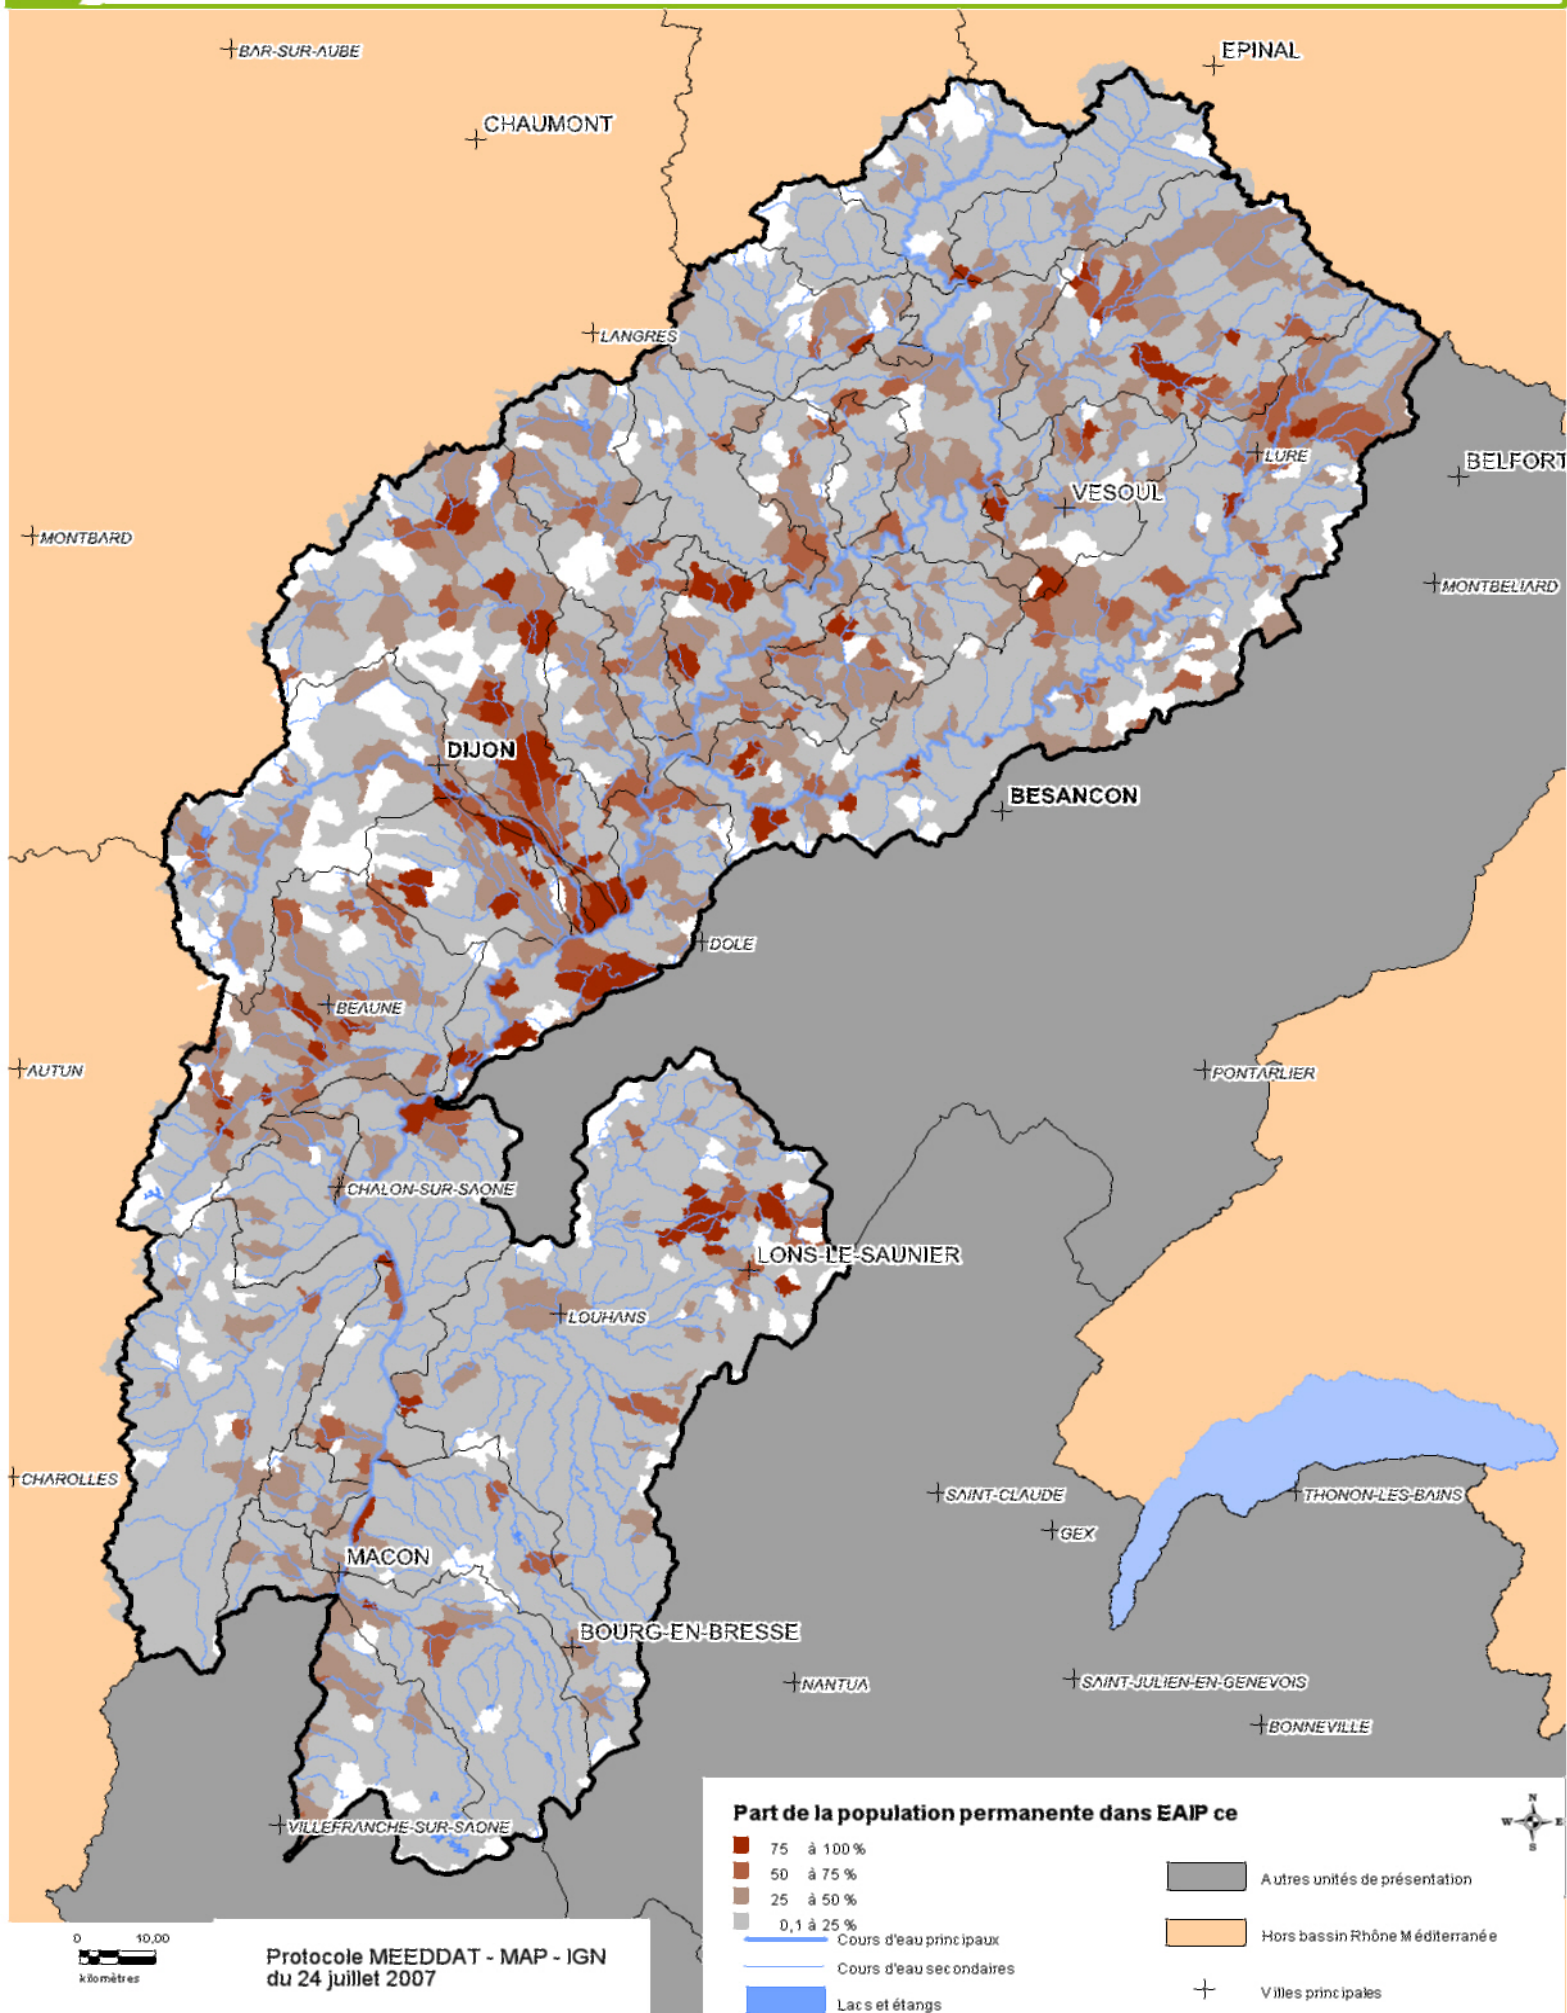 BAR-SUR-AUBE
EPINAL
CHAUMONT
LANGRES
LURE
BELFORT
VESOUL
MONTBARD
MONTBELIARD
DIJON
BESANCON
DOLE
BEAUNE
AUTUN
PONTARLIER
CHALON-SUR-SAONE
LONS-LE-SAUNIER
LOUHANS
CHAROLLES
SAINT-CLAUDE
THONON-LES-BAINS
GEX
MACON
BOURG-EN-BRESSE
NANTUA
SAINT-JULIEN-EN-GENEVOIS
BONNEVILLE
VILLEFRANCHE-SUR-SAONE
Part de la population permanente dans EAIP ce
N
W E
S
75 à 100 %
50 à 75 %
25 à 50 %
0,1 à 25 %
Cours d'eau principaux
Cours d'eau secondaires
Lacs et étangs
Autres unités de présentation
Hors bassin Rhône Méditerranée
Villes principales
0 10,00
kilomètres
Protocole MEEDDAT - MAP - IGN
du 24 juillet 2007